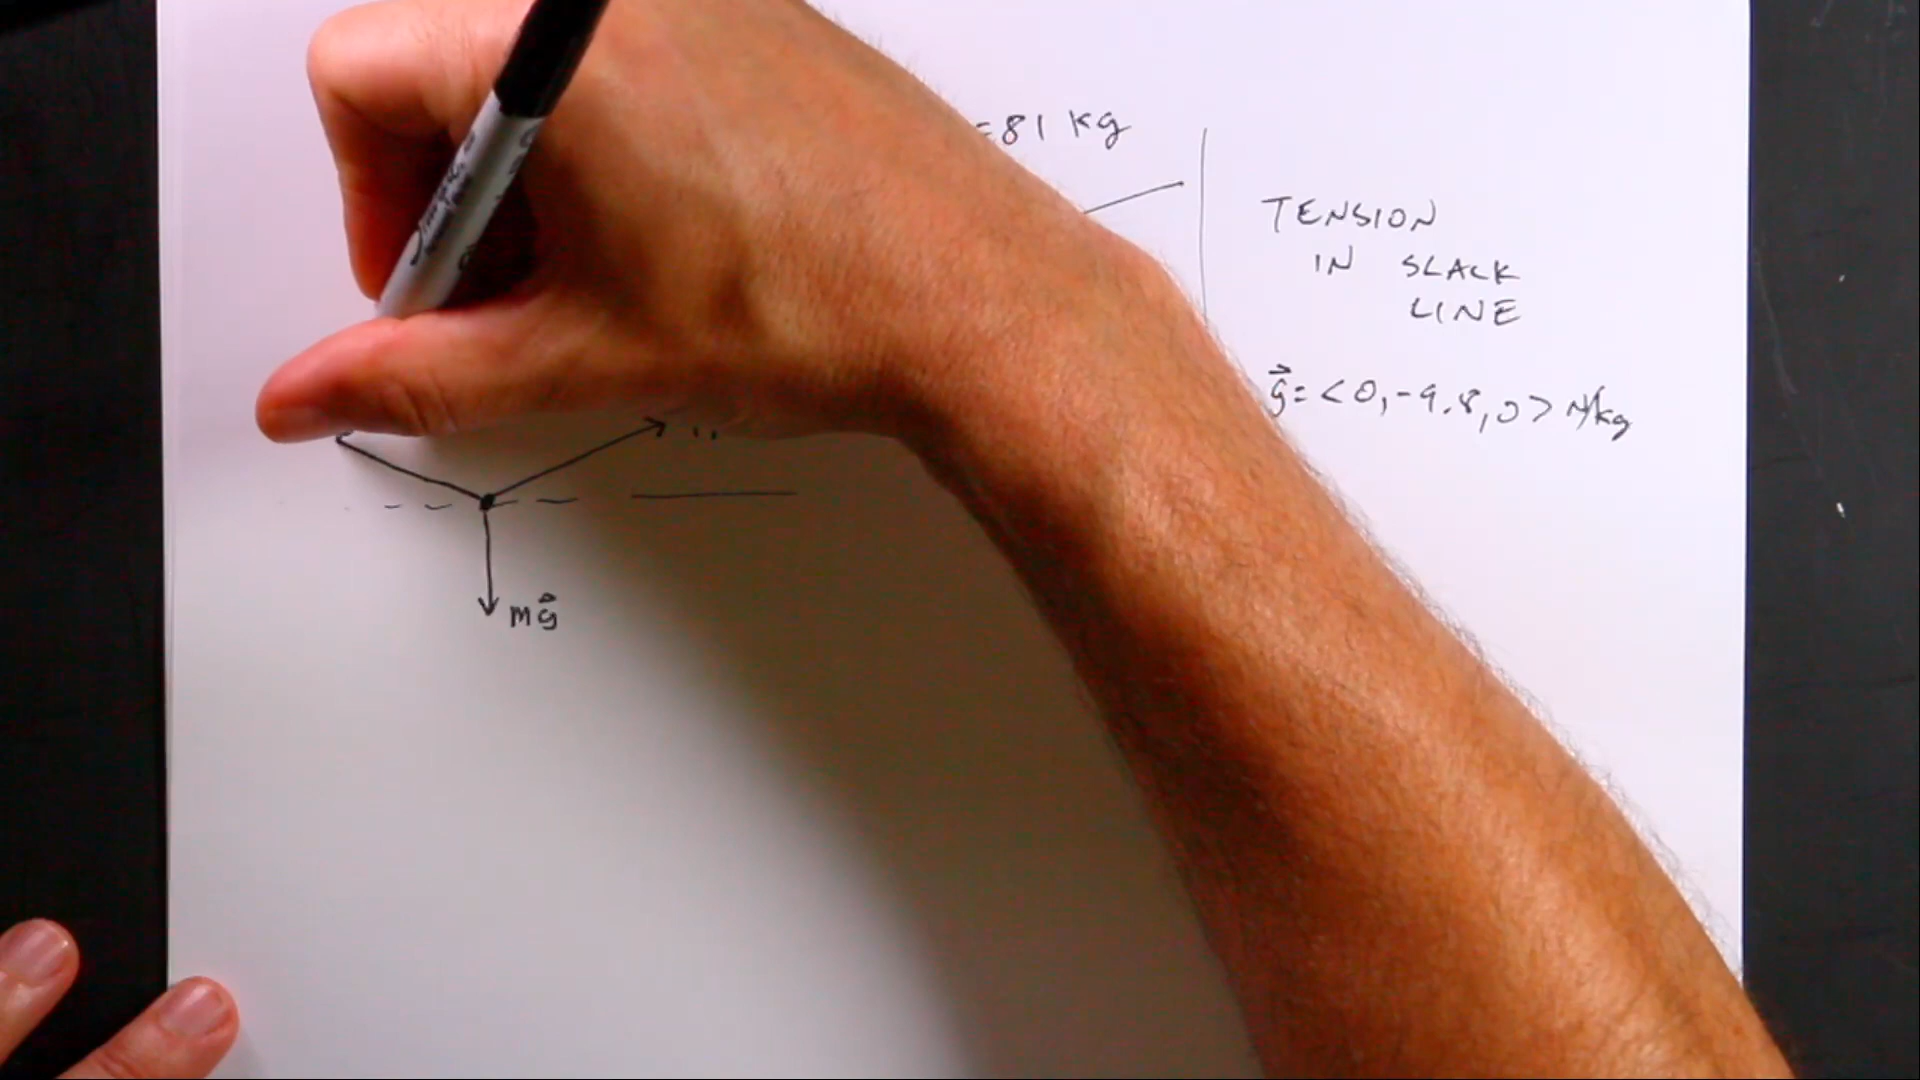 =81 kg
TENSION
IN SLACK
LINE
g⃗=<0,-9.8,0> N/kg
mg⃗